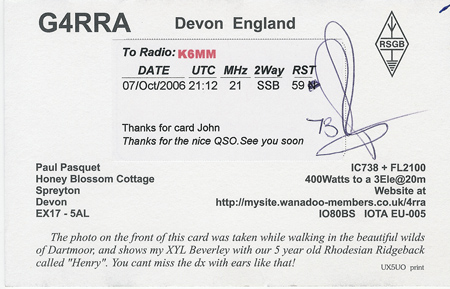 G4RRA Devon England
RSGB
To Radio: K6MM
DATE UTC MHz 2Way RST
07/Oct/2006 21:12 21 SSB 59
73
Thanks for card John
Thanks for the nice QSO.See you soon
Paul Pasquet IC738 + FL2100
Honey Blossom Cottage 400Watts to a 3Ele@20m
Spreyton Website at
Devon http://mysite.wanadoo-members.co.uk/4rra
EX17 - 5AL IO80BS IOTA EU-005
The photo on the front of this card was taken while walking in the beautiful wilds
of Dartmoor, and shows my XYL Beverley with our 5 year old Rhodesian Ridgeback
called "Henry". You cant miss the dx with ears like that!
UX5UO print